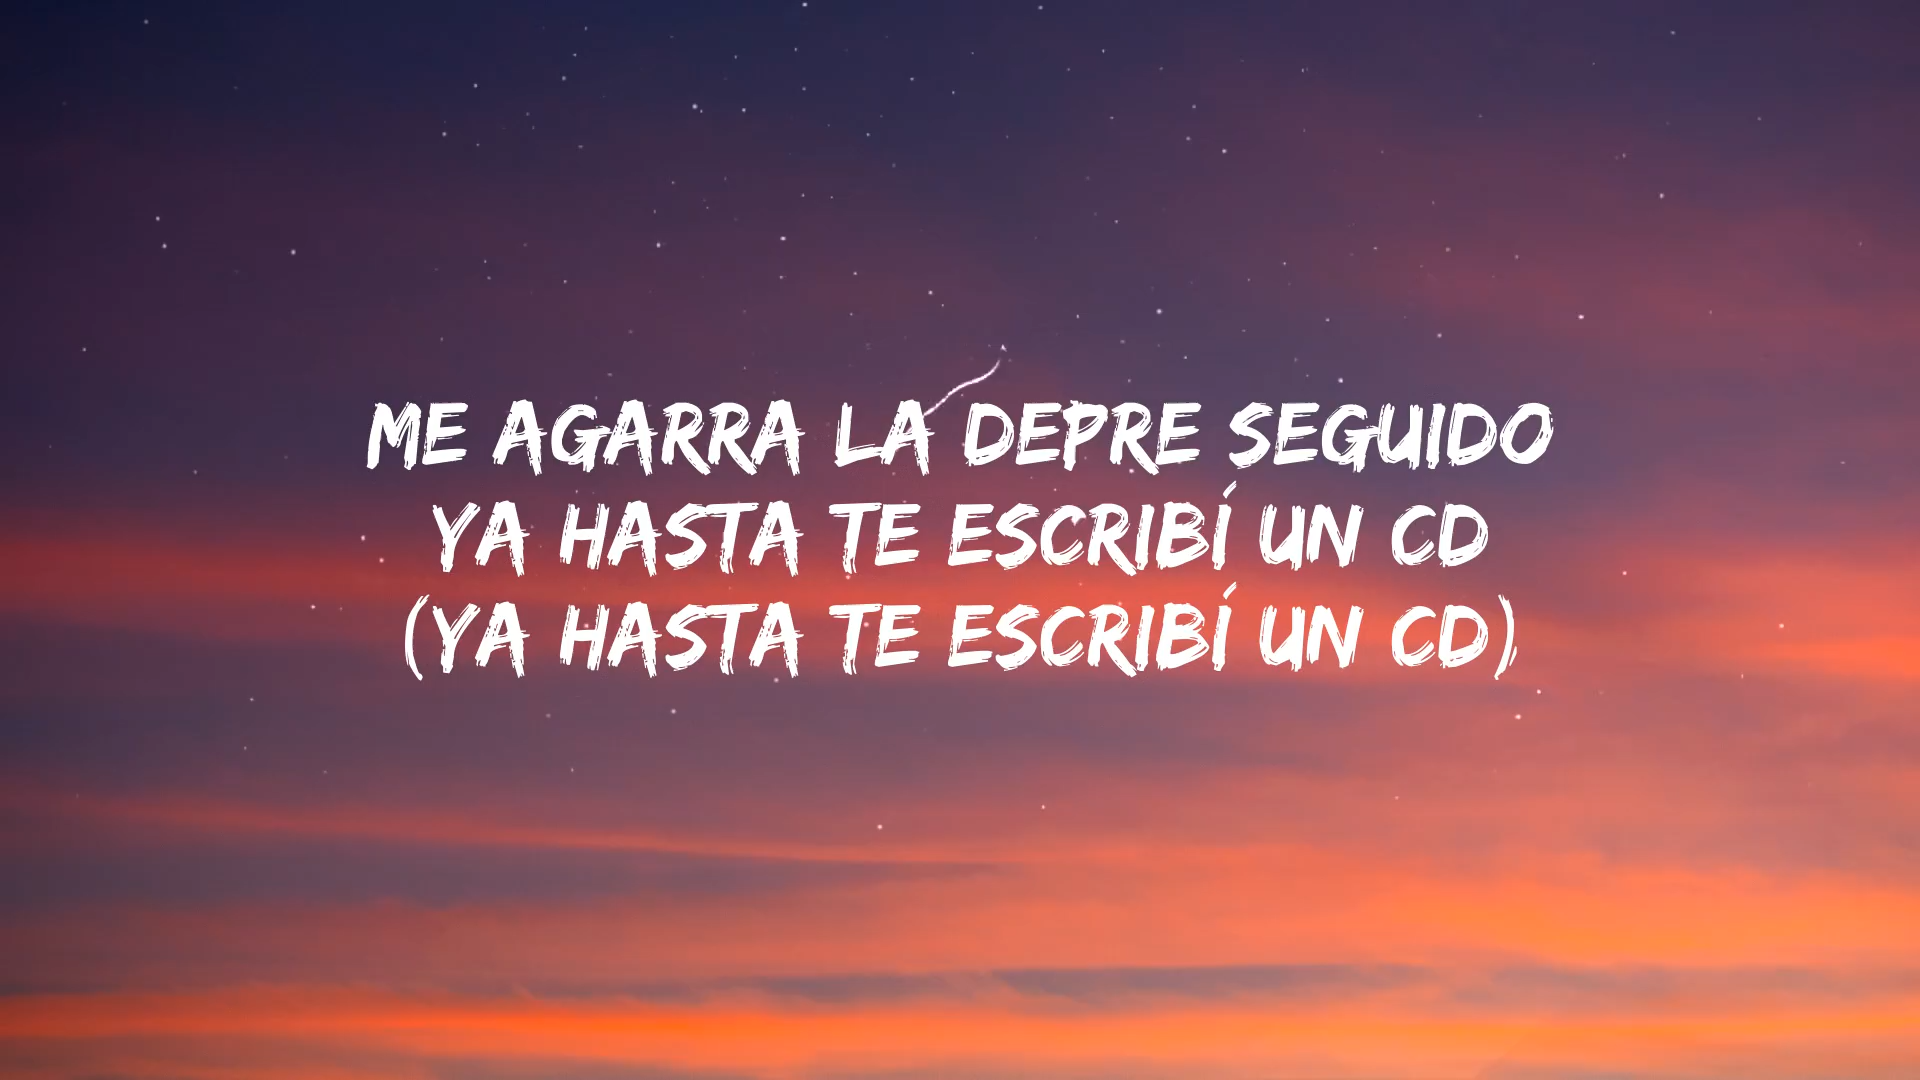 ME AGARRA LA DEPRE SEGUIDO
YA HASTA TE ESCRIBÍ UN CD
(YA HASTA TE ESCRIBÍ UN CD)